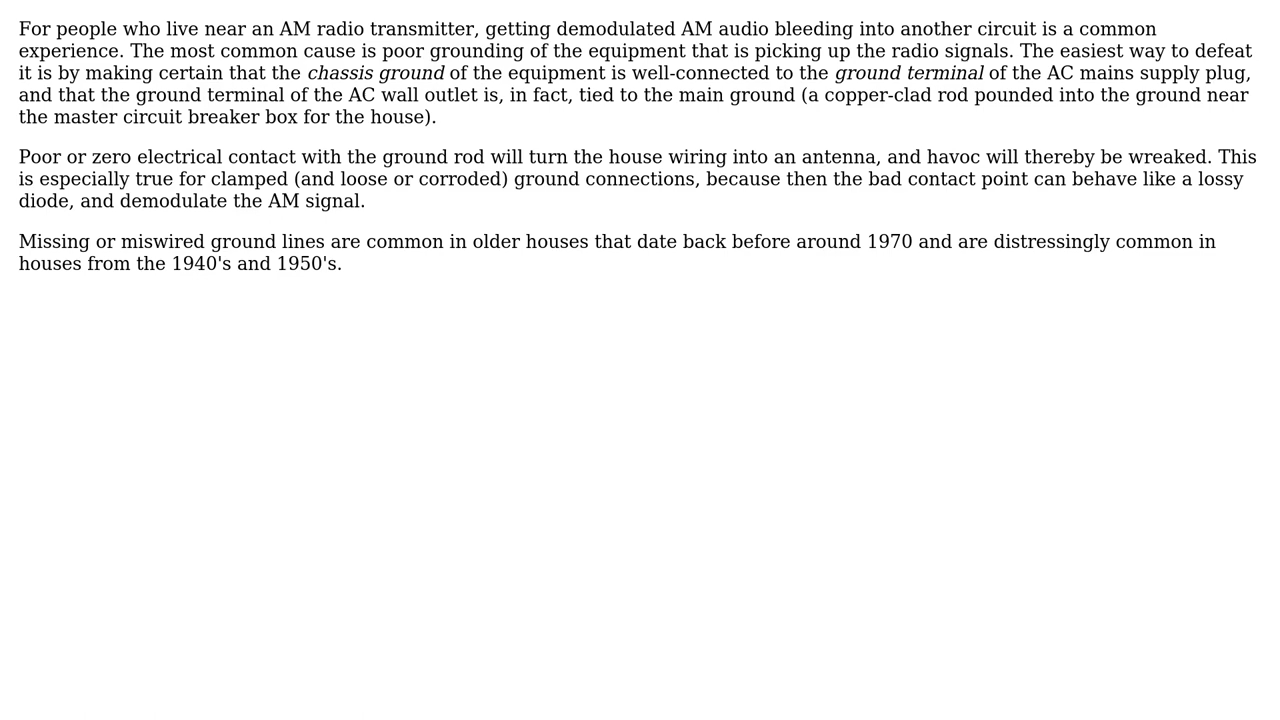 For people who live near an AM radio transmitter, getting demodulated AM audio bleeding into another circuit is a common
experience. The most common cause is poor grounding of the equipment that is picking up the radio signals. The easiest way to defeat
it is by making certain that the chassis ground of the equipment is well-connected to the ground terminal of the AC mains supply plug,
and that the ground terminal of the AC wall outlet is, in fact, tied to the main ground (a copper-clad rod pounded into the ground near
the master circuit breaker box for the house).
Poor or zero electrical contact with the ground rod will turn the house wiring into an antenna, and havoc will thereby be wreaked. This
is especially true for clamped (and loose or corroded) ground connections, because then the bad contact point can behave like a lossy
diode, and demodulate the AM signal.
Missing or miswired ground lines are common in older houses that date back before around 1970 and are distressingly common in
houses from the 1940's and 1950's.